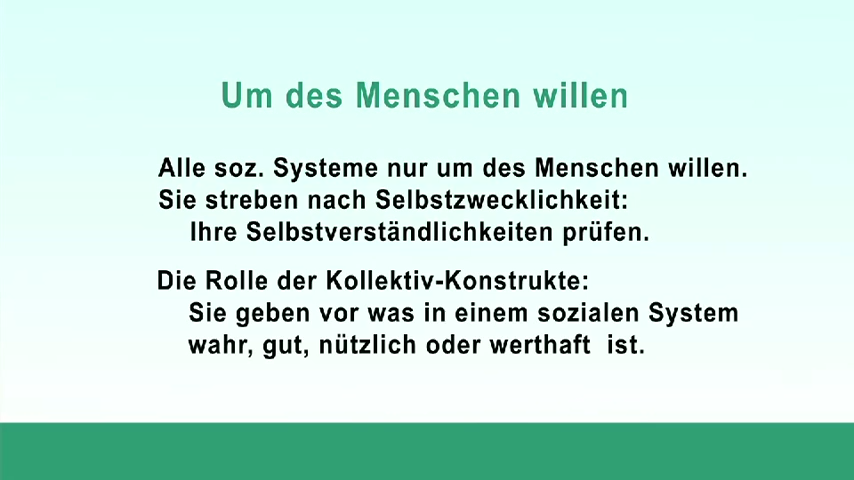 Um des Menschen willen
Alle soz. Systeme nur um des Menschen willen.
Sie streben nach Selbstzwecklichkeit:
Ihre Selbstverständlichkeiten prüfen.
Die Rolle der Kollektiv-Konstrukte:
Sie geben vor was in einem sozialen System
wahr, gut, nützlich oder werthaft ist.